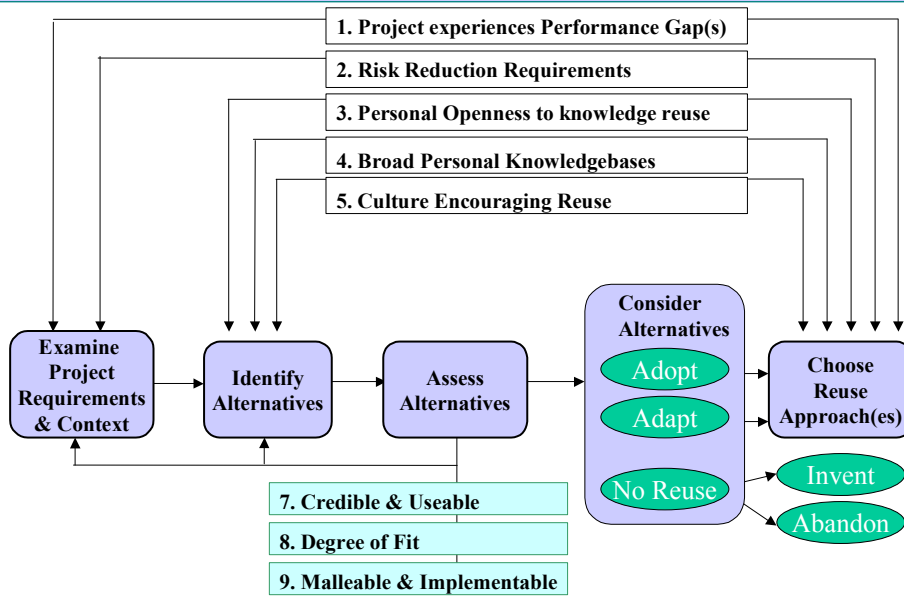 1. Project experiences Performance Gap(s)
2. Risk Reduction Requirements
3. Personal Openness to knowledge reuse
4. Broad Personal Knowledgebases
5. Culture Encouraging Reuse
Examine
Project
Requirements
& Context
Identify
Alternatives
Assess
Alternatives
Consider
Alternatives
Adopt
Adapt
No Reuse
Choose
Reuse
Approach(es)
Invent
Abandon
7. Credible & Useable
8. Degree of Fit
9. Malleable & Implementable